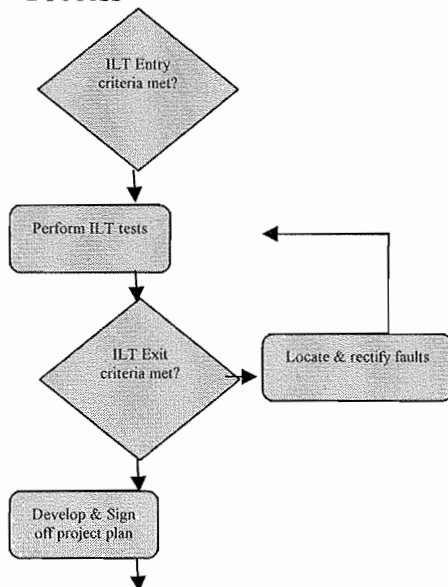 ILT Entry
criteria met?
Perform ILT tests
ILT Exit
criteria met?
Locate & rectify faults
Develop & Sign
off project plan